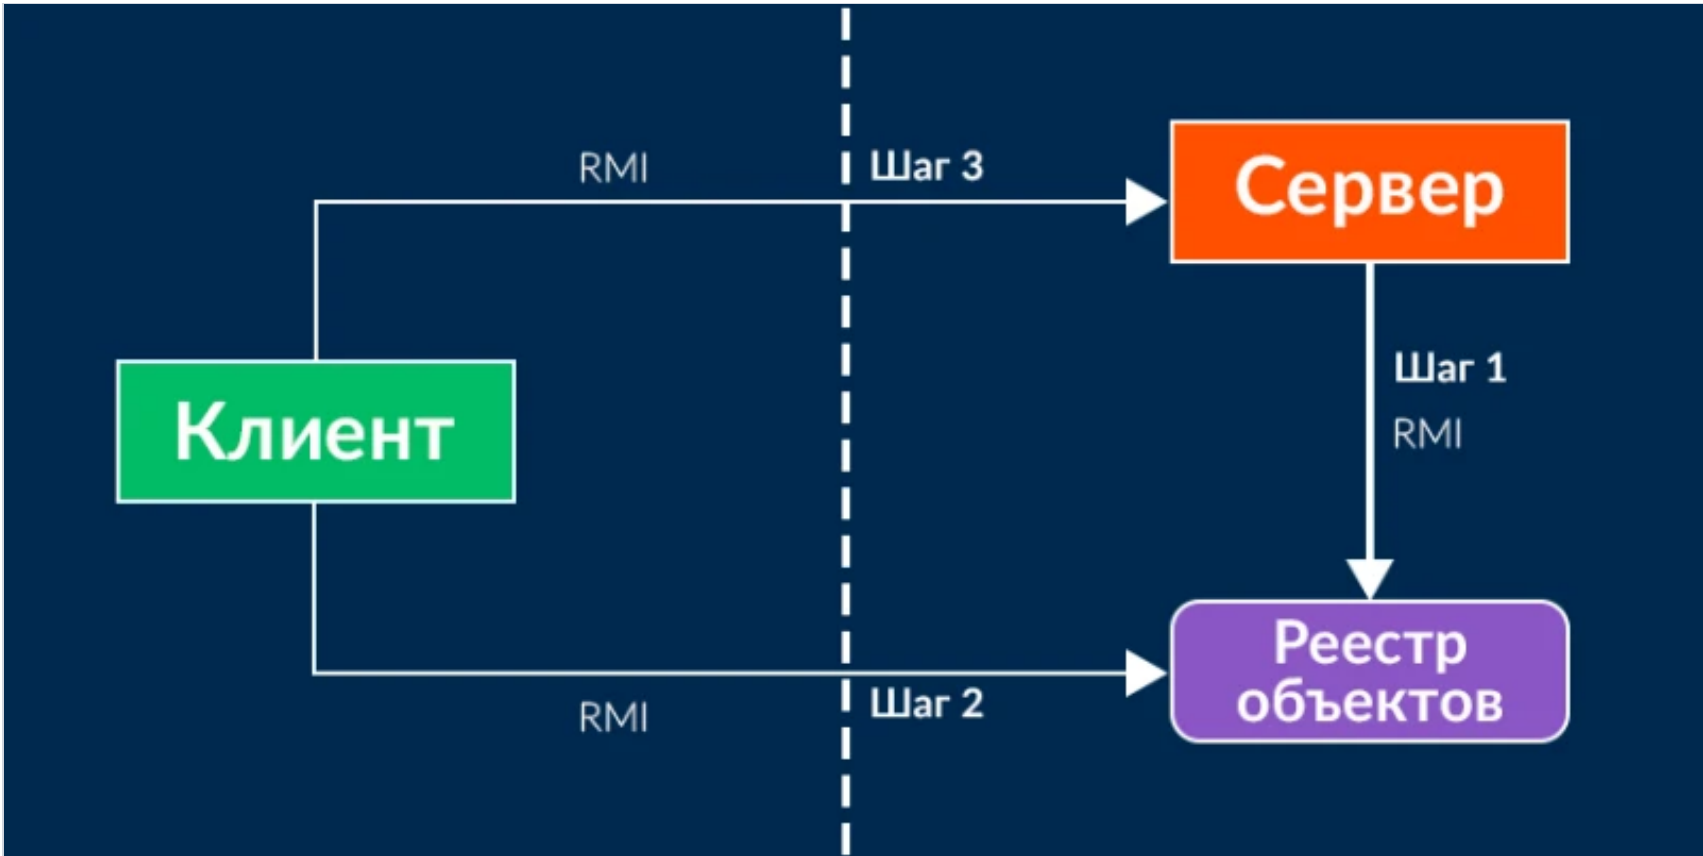 RMI
Шаг 3
Сервер
Клиент
Шаг 1
RMI
RMI
Шаг 2
Реестр
объектов